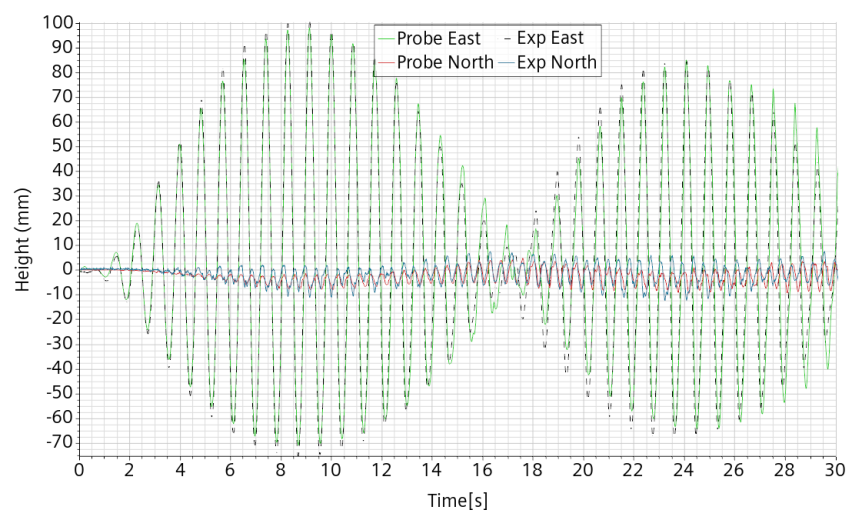 Probe East
Exp East
Probe North
Exp North
100
90
80
70
60
50
40
30
20
10
0
-10
-20
-30
-40
-50
-60
-70
Height (mm)
0 2 4 6 8 10 12 14 16 18 20 22 24 26 28 30
Time[s]